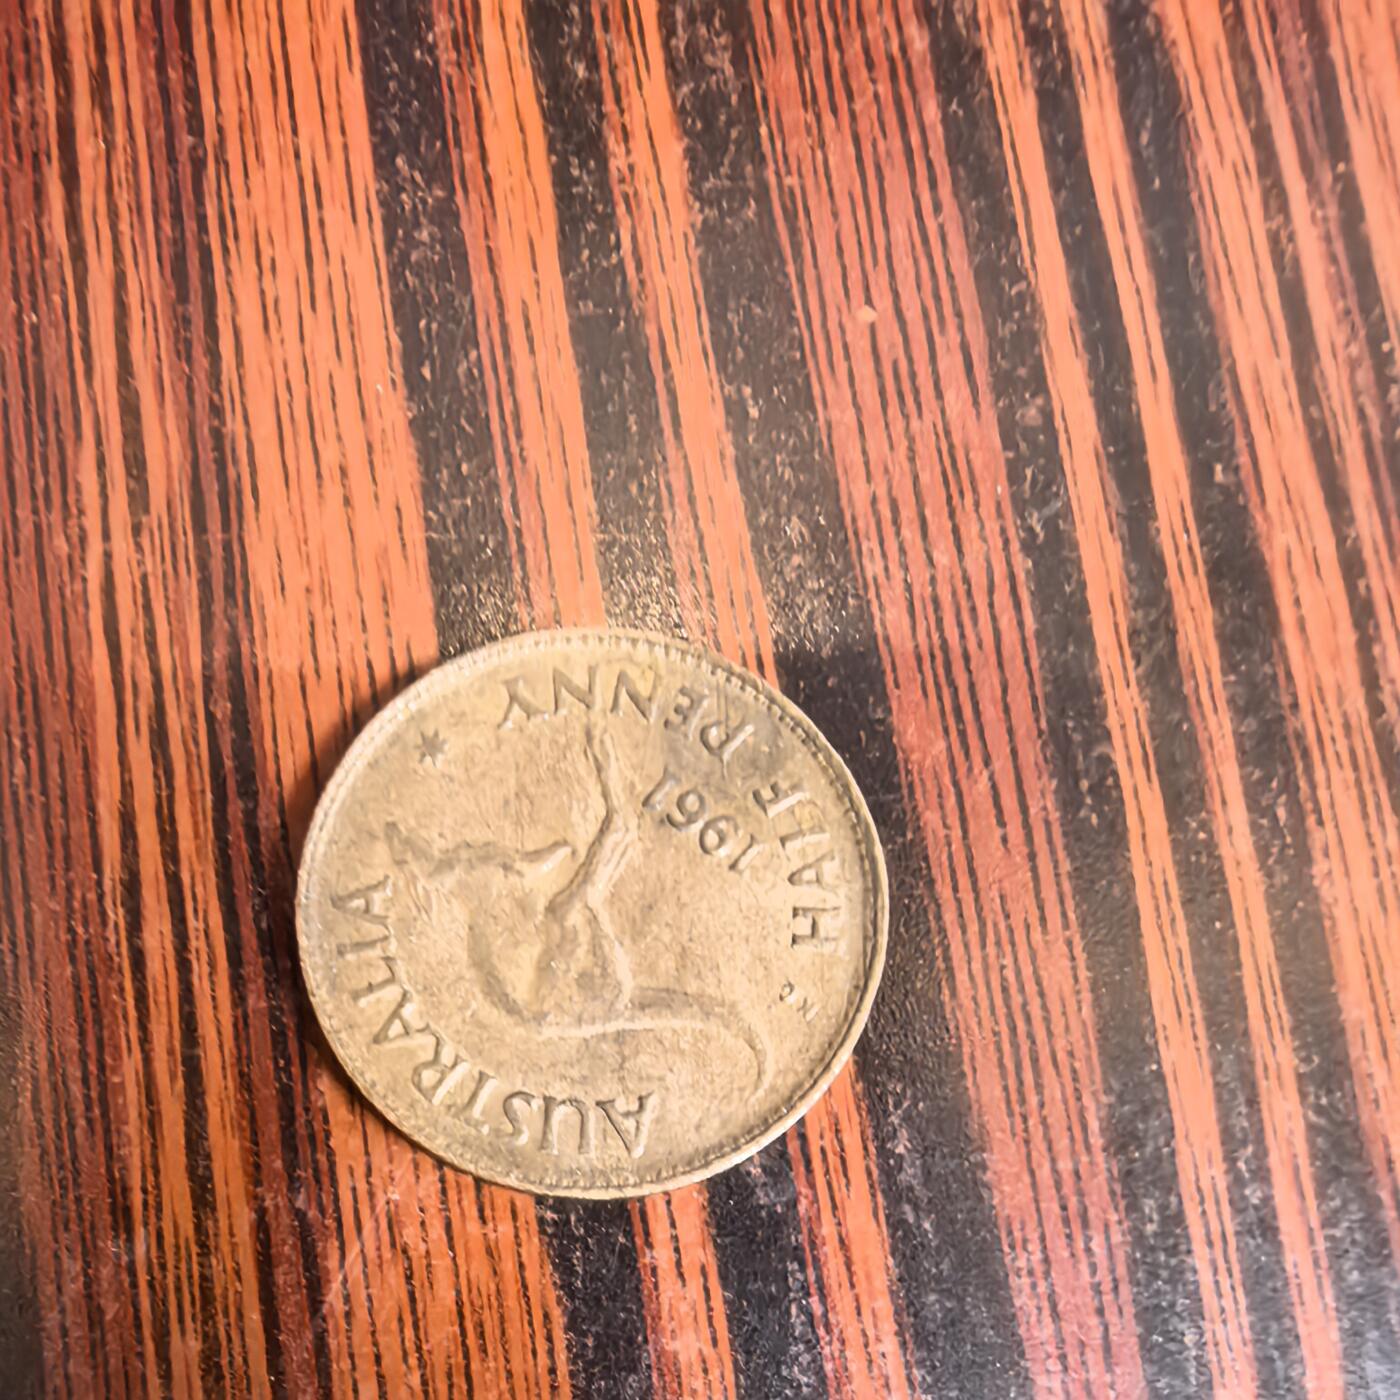 AUSTRALIA
1961
HALF PENNY
K.G